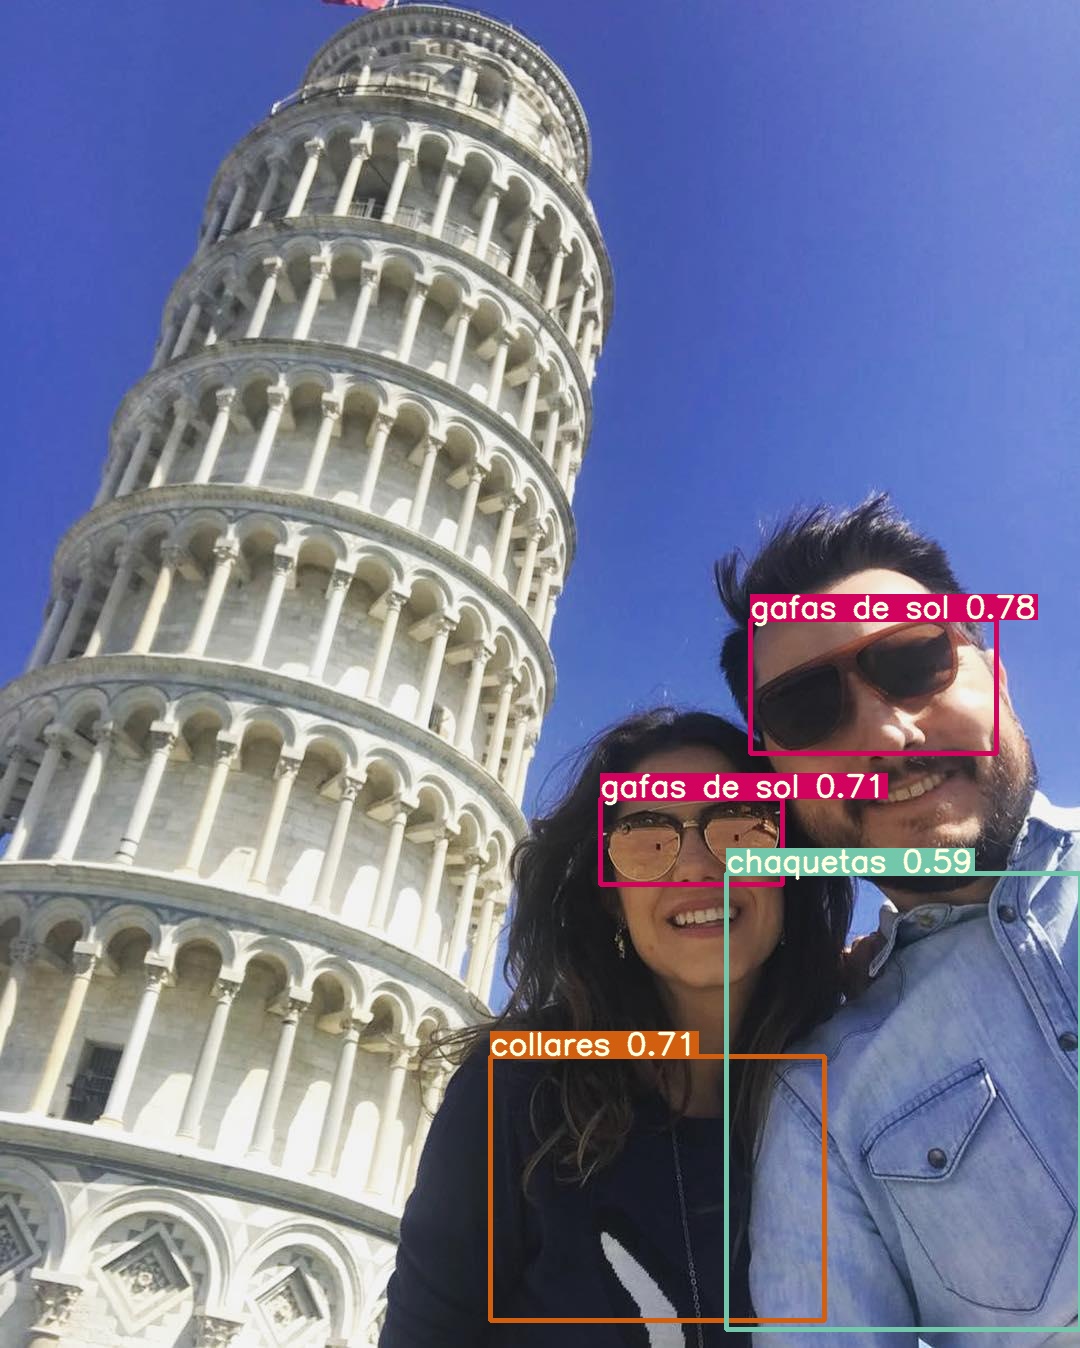 gafas de sol 0.78
gafas de sol 0.71
chaquetas 0.59
collares 0.71